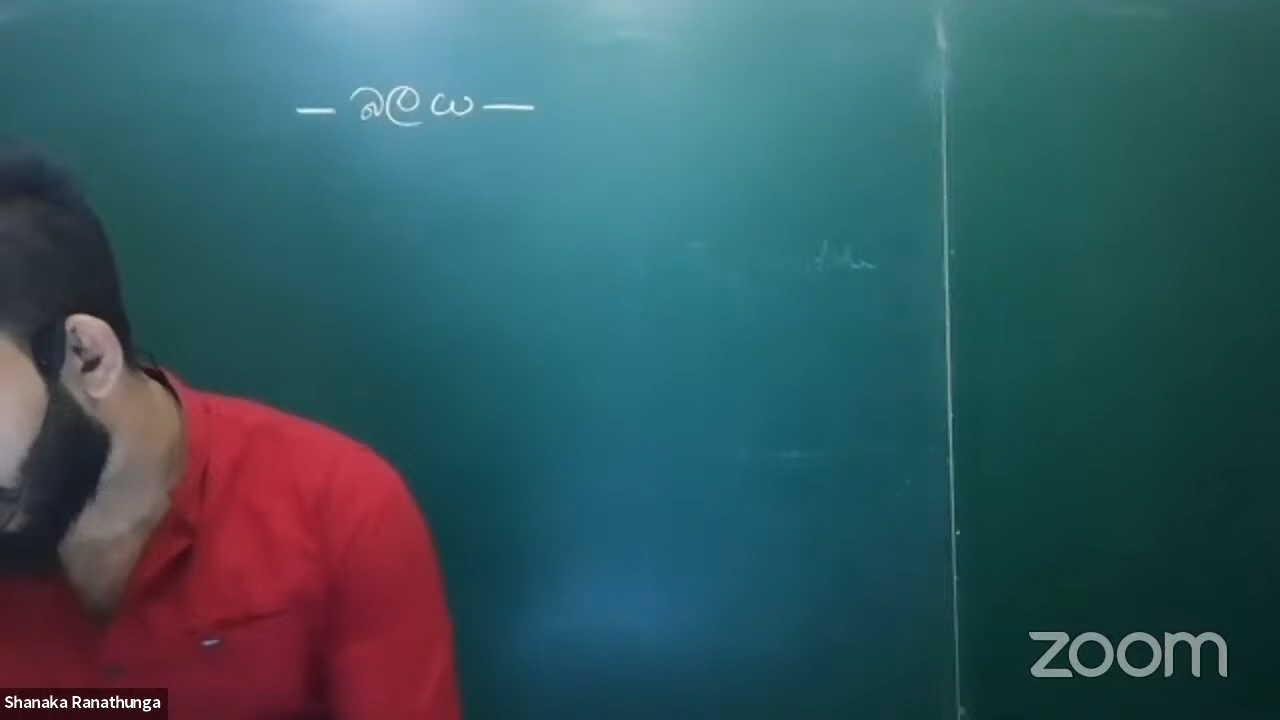 – බලය –
zoom
Shanaka Ranathunga